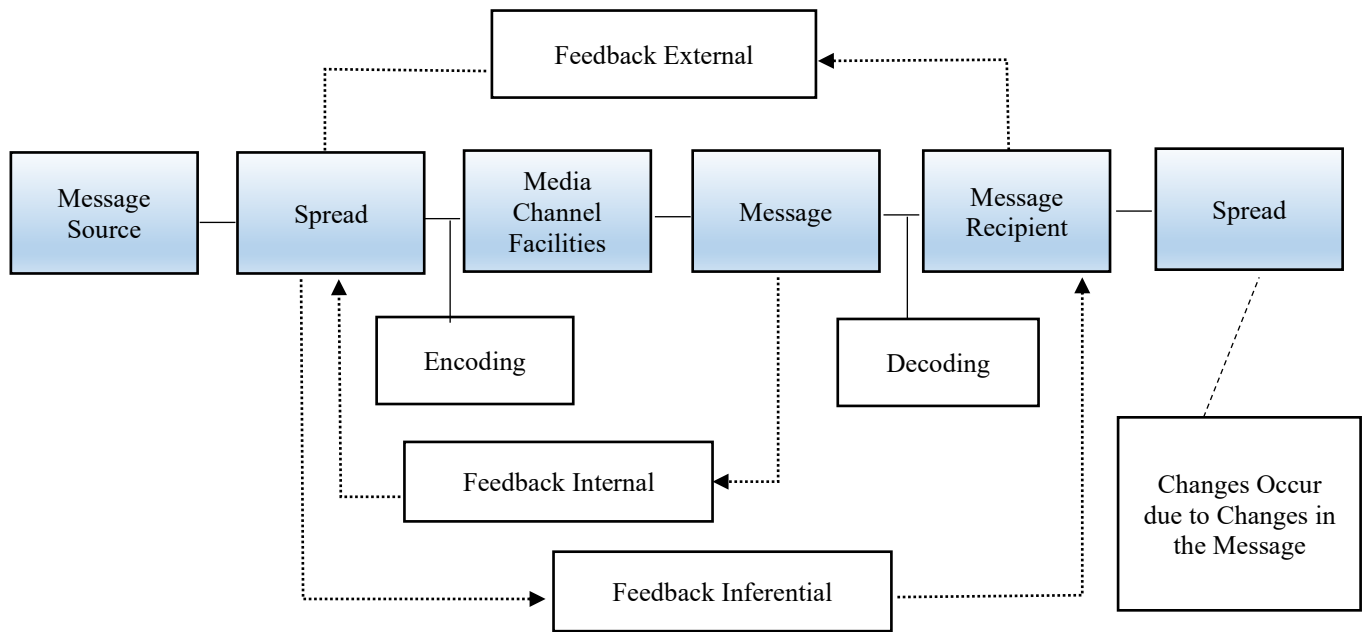 Feedback External
Message
Source
Spread
Media
Channel
Facilities
Message
Message
Recipient
Spread
Encoding
Decoding
Feedback Internal
Changes Occur
due to Changes in
the Message
Feedback Inferential